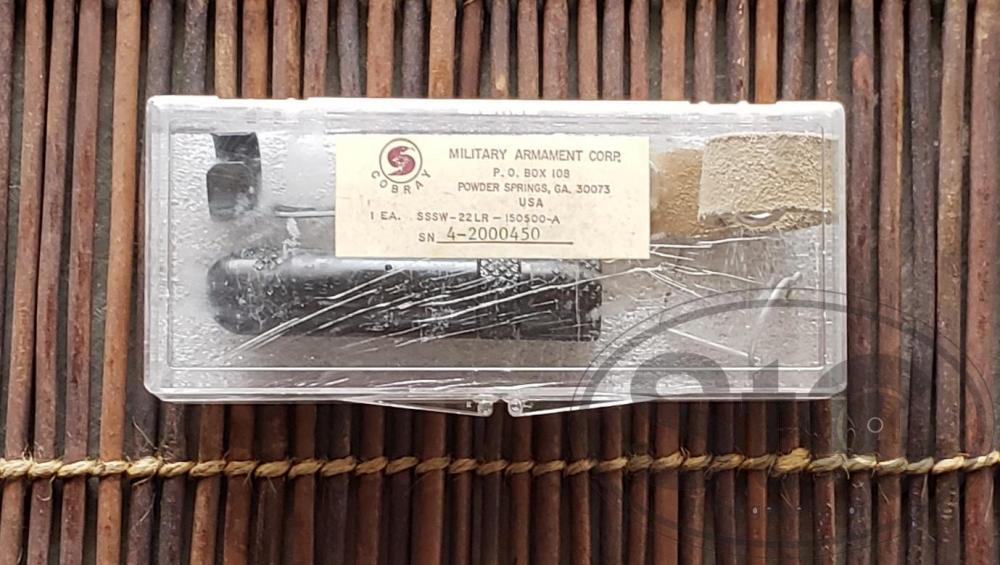 COBRAY
MILITARY ARMAMENT CORP.
P. O. BOX 108
POWDER SPRINGS, GA. 30073
USA
1 EA. SSSW-22LR-150500-A
SN 4-2000450